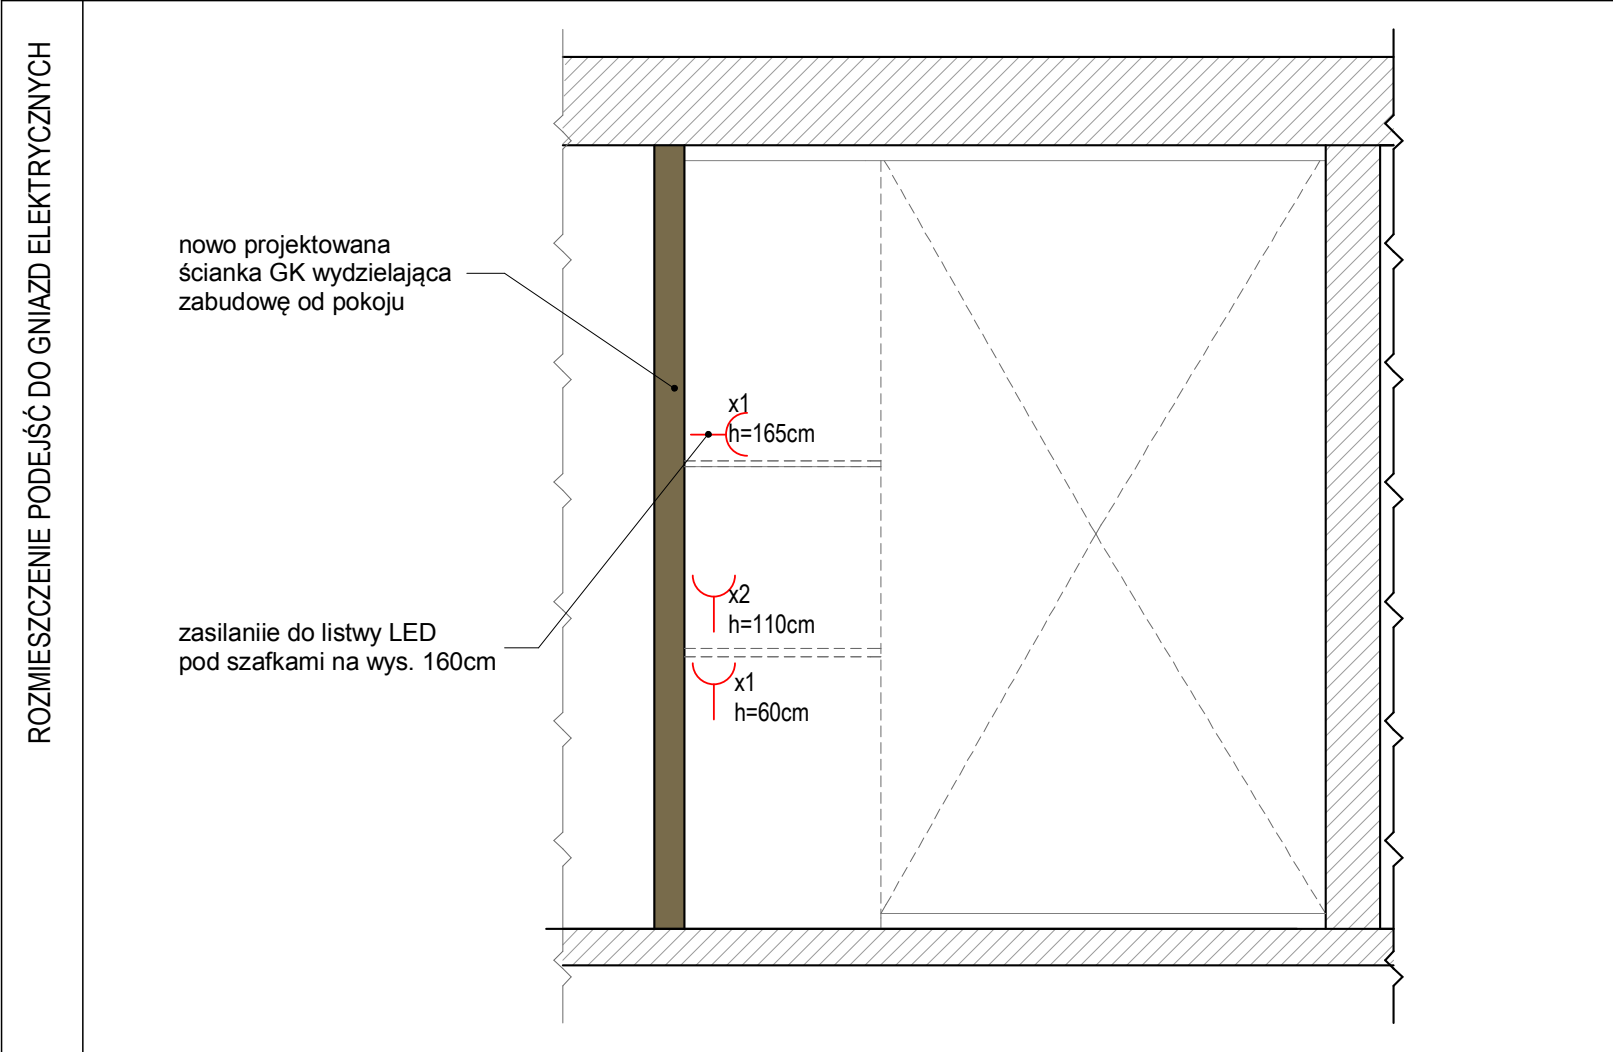 ROZMIESZCZENIE PODEJŚĆ DO GNIAZD ELEKTRYCZNYCH
nowo projektowana
ścianka GK wydzielająca
zabudowę od pokoju
x1
h=165cm
x2
h=110cm
zasilaniie do listwy LED
pod szafkami na wys. 160cm
x1
h=60cm